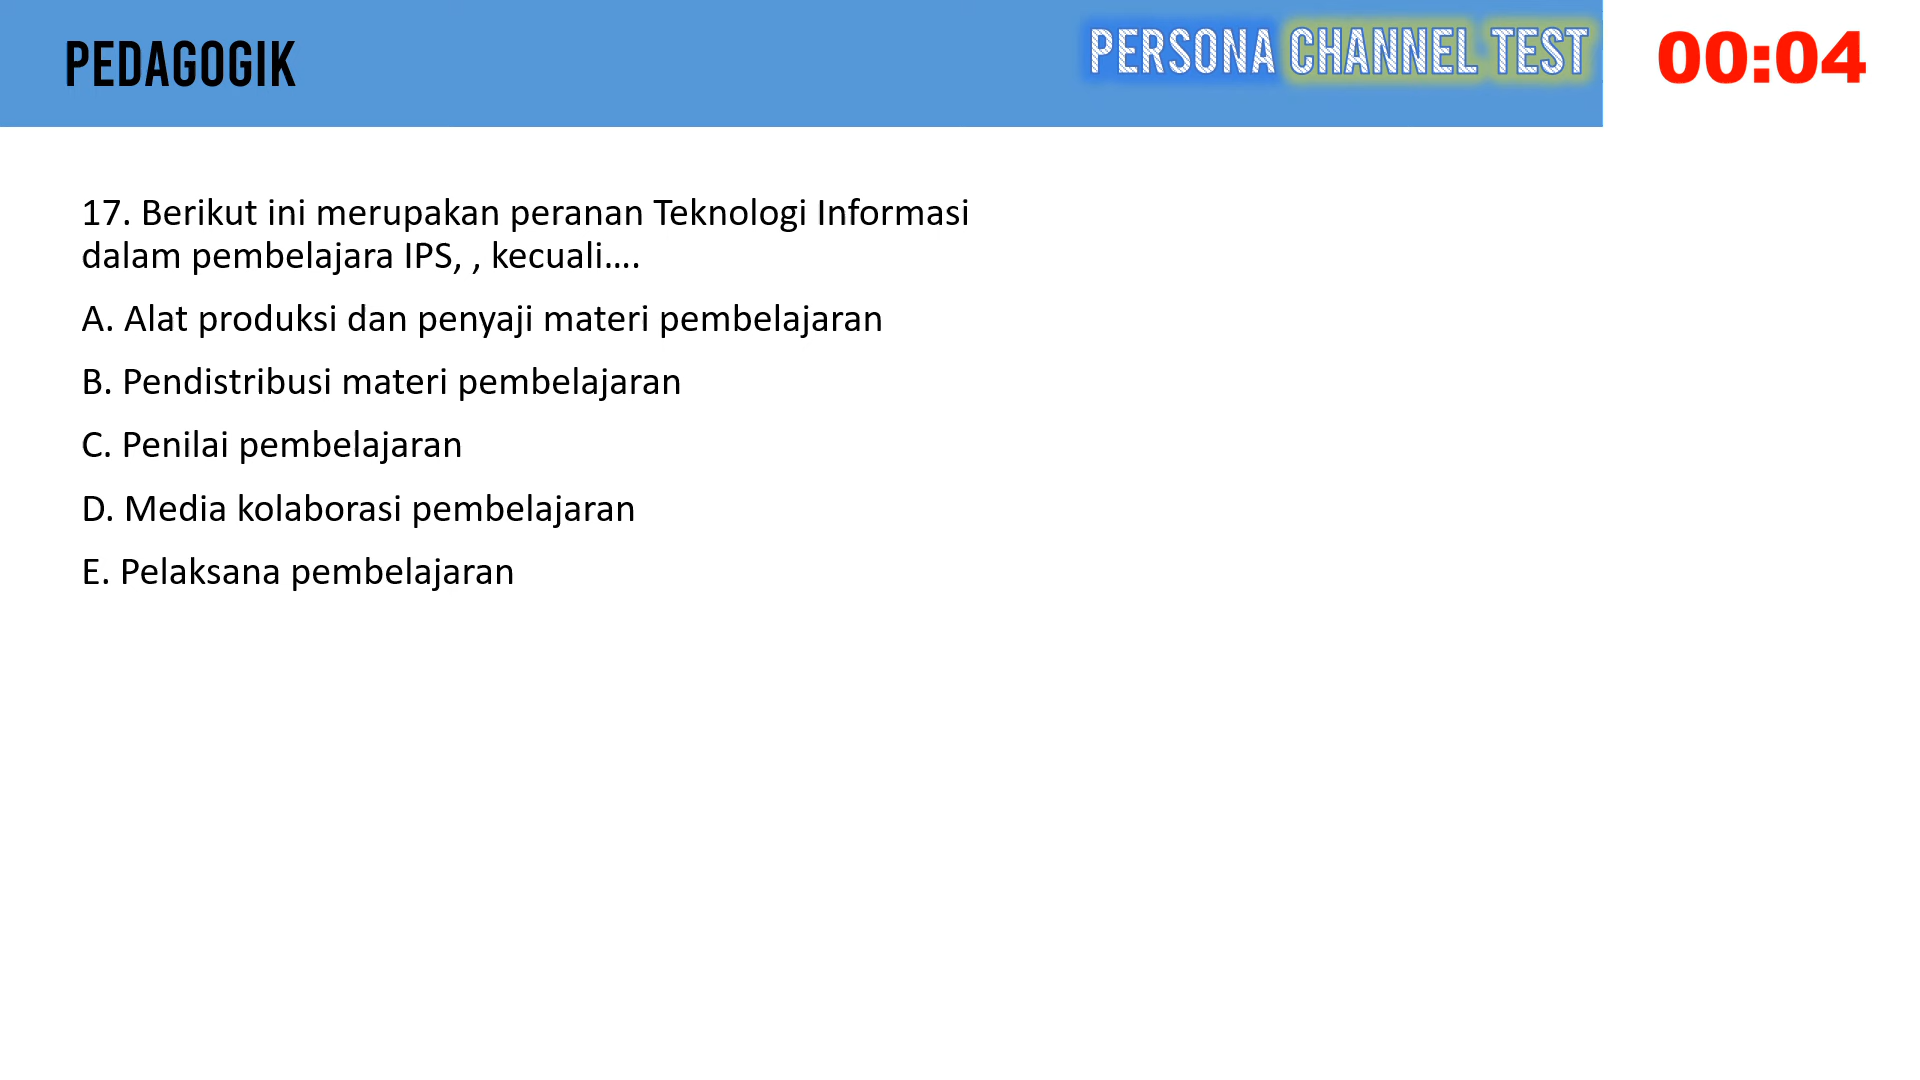 PEDAGOGIK
PERSONA CHANNEL TEST
00:04
17. Berikut ini merupakan peranan Teknologi Informasi
dalam pembelajara IPS, , kecuali....
A. Alat produksi dan penyaji materi pembelajaran
B. Pendistribusi materi pembelajaran
C. Penilai pembelajaran
D. Media kolaborasi pembelajaran
E. Pelaksana pembelajaran